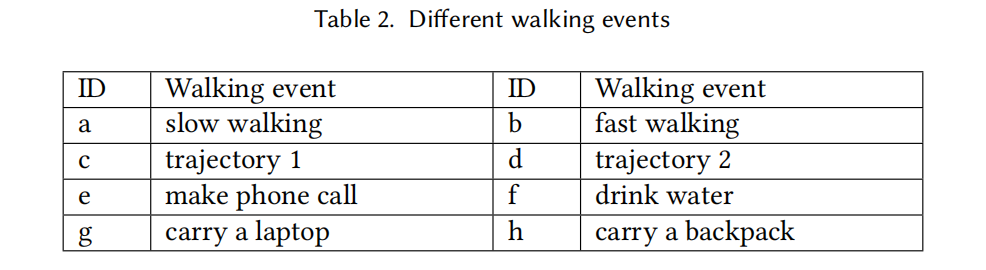 Table 2. Different walking events
ID Walking event ID Walking event
a slow walking b fast walking
c trajectory 1 d trajectory 2
e make phone call f drink water
g carry a laptop h carry a backpack